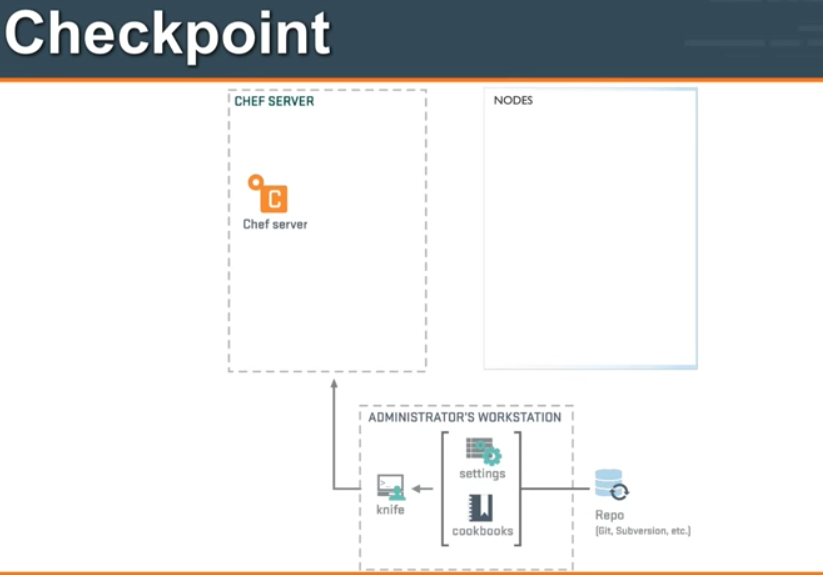 Checkpoint
CHEF SERVER
C
Chef server
NODES
ADMINISTRATOR'S WORKSTATION
settings
>_
knife
cookbooks
Repo
(Git, Subversion, etc.)